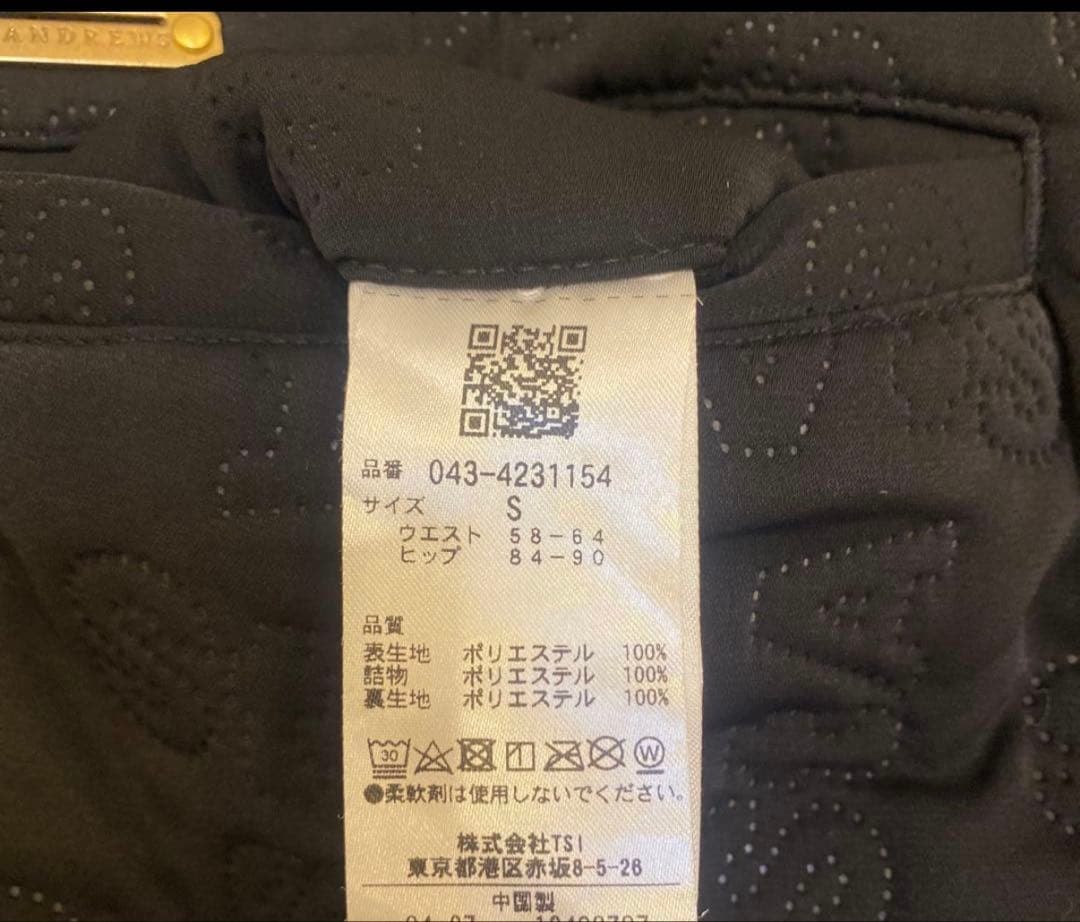 ANDREWS
品番 043-4231154
サイズ S
ウエスト 58-64
ヒップ 84-90
品質
表生地 ポリエステル 100%
詰物 ポリエステル 100%
裏生地 ポリエステル 100%
30
W
●柔軟剤は使用しないでください。
株式会社TSI
東京都港区赤坂8-5-26
中国製